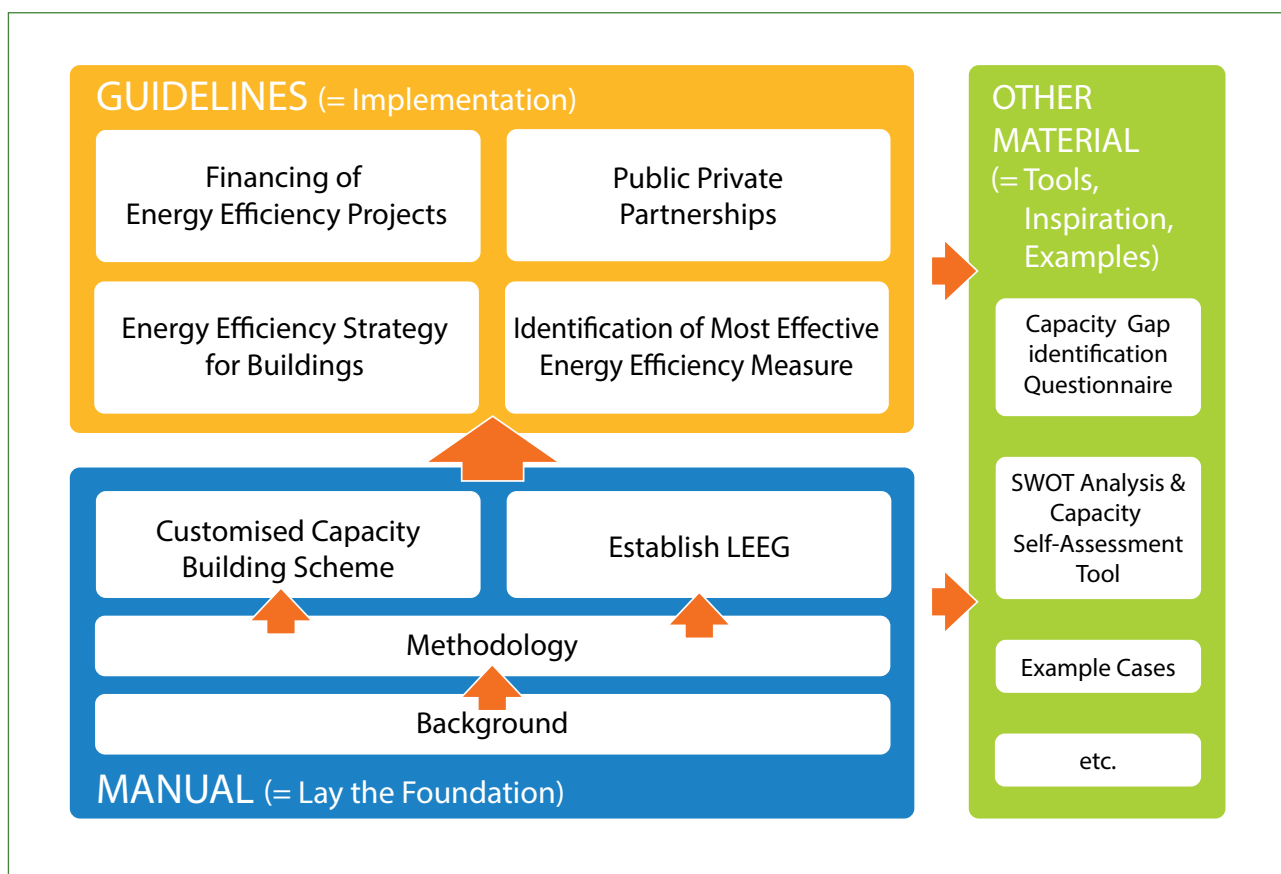 GUIDELINES (= Implementation)
Financing of
Energy Efficiency Projects
Public Private
Partnerships
Energy Efficiency Strategy
for Buildings
Identification of Most Effective
Energy Efficiency Measure
Customised Capacity
Building Scheme
Establish LEEG
Methodology
Background
MANUAL (= Lay the Foundation)
OTHER
MATERIAL
(= Tools,
Inspiration,
Examples)
Capacity Gap
identification
Questionnaire
SWOT Analysis &
Capacity
Self-Assessment
Tool
Example Cases
etc.